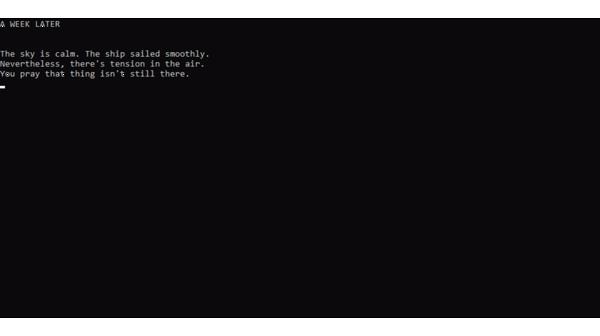 A WEEK LATER
The sky is calm. The ship sailed smoothly.
Nevertheless, there's tension in the air.
You pray that thing isn't still there.